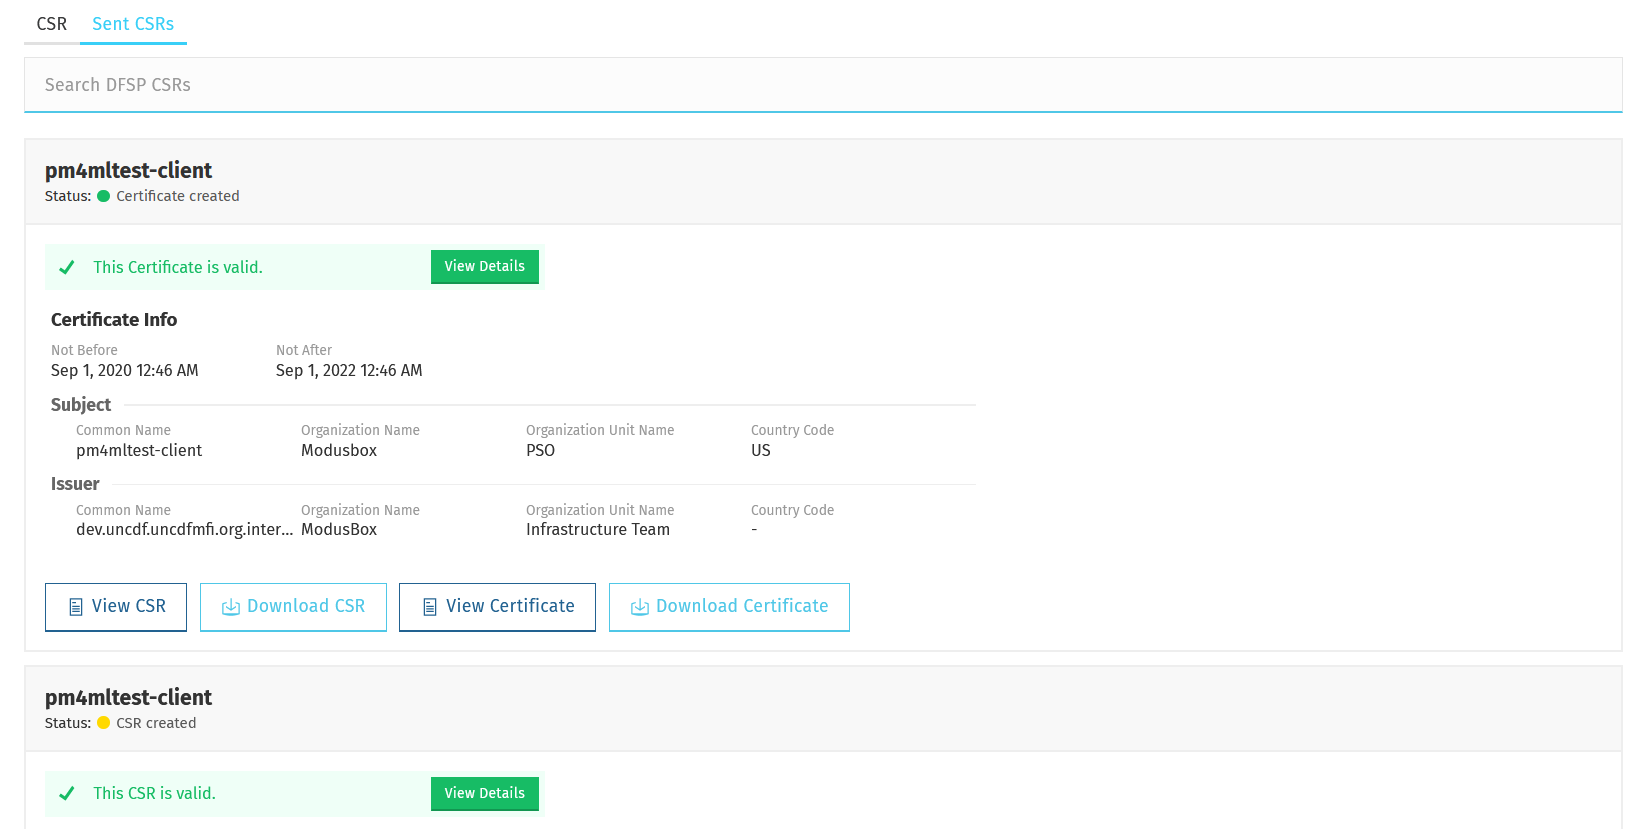 CSR Sent CSRs
Search DFSP CSRs
pm4mltest-client
Status: Certificate created
This Certificate is valid. View Details
Certificate Info
Not Before Not After
Sep 1, 2020 12:46 AM Sep 1, 2022 12:46 AM
Subject
Common Name Organization Name Organization Unit Name Country Code
pm4mltest-client Modusbox PSO US
Issuer
Common Name Organization Name Organization Unit Name Country Code
dev.uncdf.uncdfmfi.org.inter... ModusBox Infrastructure Team -
View CSR Download CSR View Certificate Download Certificate
pm4mltest-client
Status: CSR created
This CSR is valid. View Details